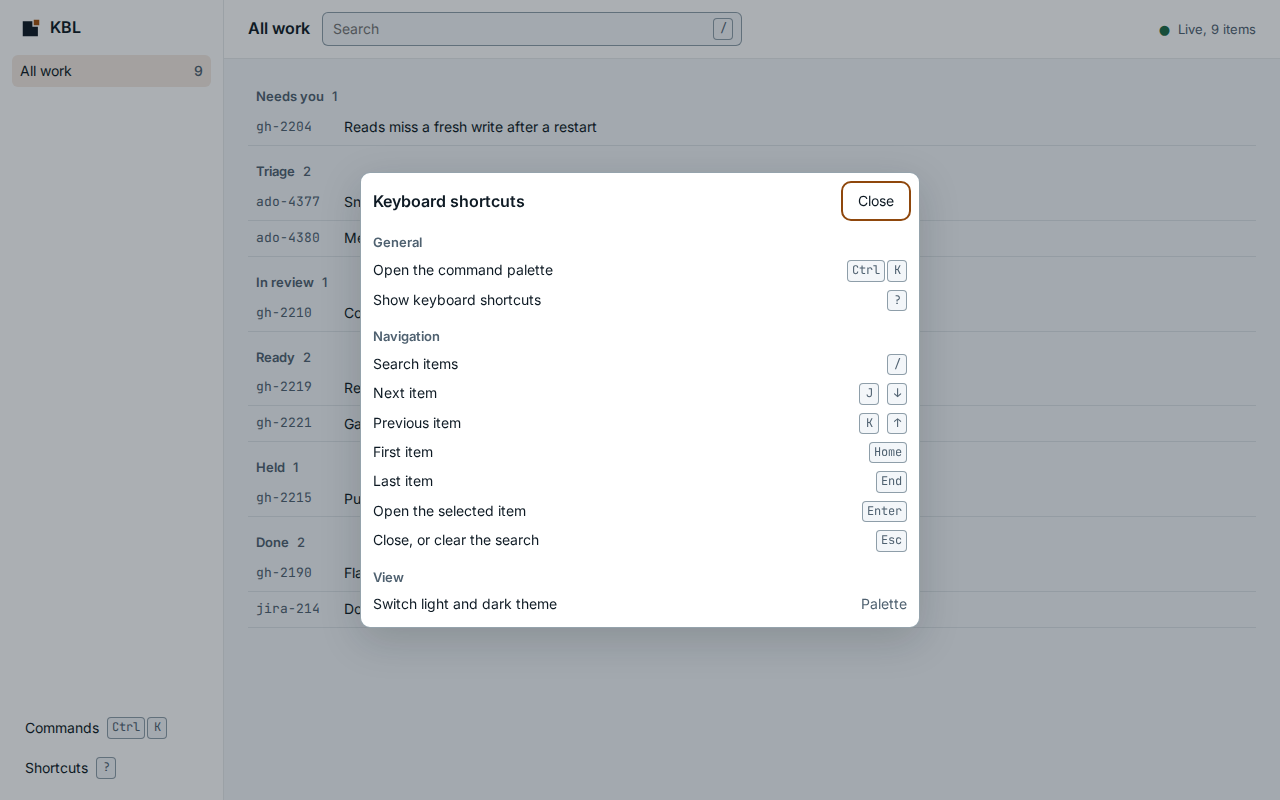 KBL
All work 9
Commands Ctrl K
Shortcuts ?
All work
Search /
Live, 9 items
Needs you 1
gh-2204 Reads miss a fresh write after a restart
Triage 2
ado-4377
ado-4380
In review 1
gh-2210
Ready 2
gh-2219
gh-2221
Held 1
gh-2215
Done 2
gh-2190
jira-214
Keyboard shortcuts Close
General
Open the command palette Ctrl K
Show keyboard shortcuts ?
Navigation
Search items /
Next item J ↓
Previous item K ↑
First item Home
Last item End
Open the selected item Enter
Close, or clear the search Esc
View
Switch light and dark theme Palette